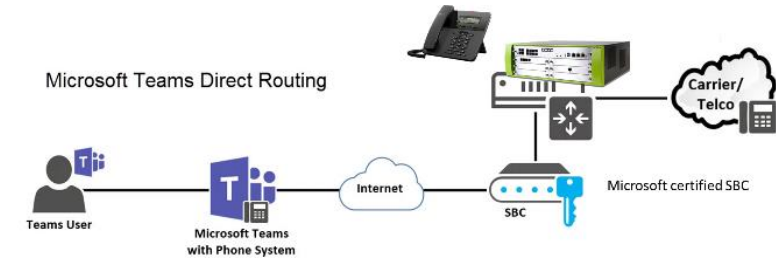 Microsoft Teams Direct Routing
Carrier/
Telco
T
T
Internet
Microsoft certified SBC
SBC
Teams User
Microsoft Teams
with Phone System